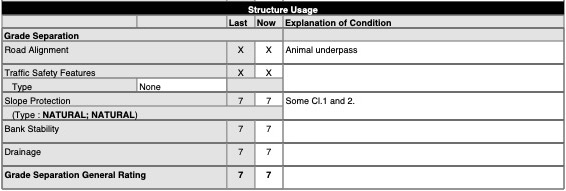 Structure Usage
Last Now Explanation of Condition
Grade Separation
Road Alignment X X Animal underpass
Traffic Safety Features X X
Type None
Slope Protection 7 7 Some Cl.1 and 2.
(Type : NATURAL; NATURAL)
Bank Stability 7 7
Drainage 7 7
Grade Separation General Rating 7 7